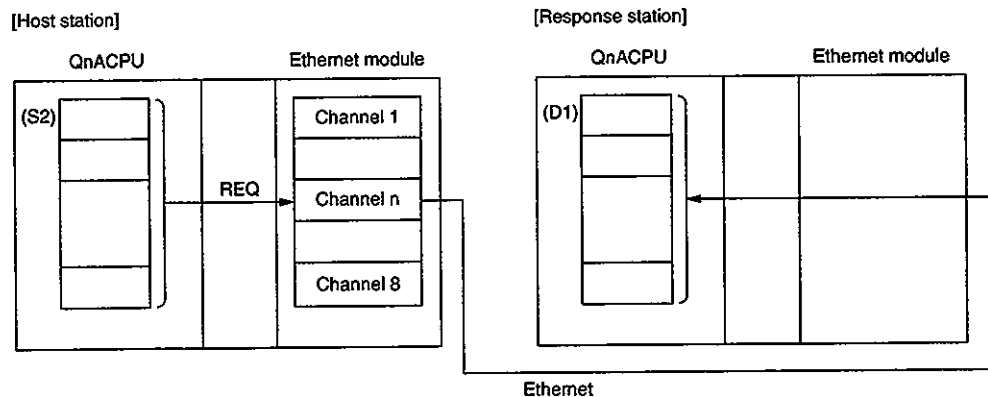 [Host station]
QnACPU
Ethernet module
(S2)
REQ
Channel 1
Channel n
Channel 8
[Response station]
QnACPU
Ethernet module
(D1)
Ethernet